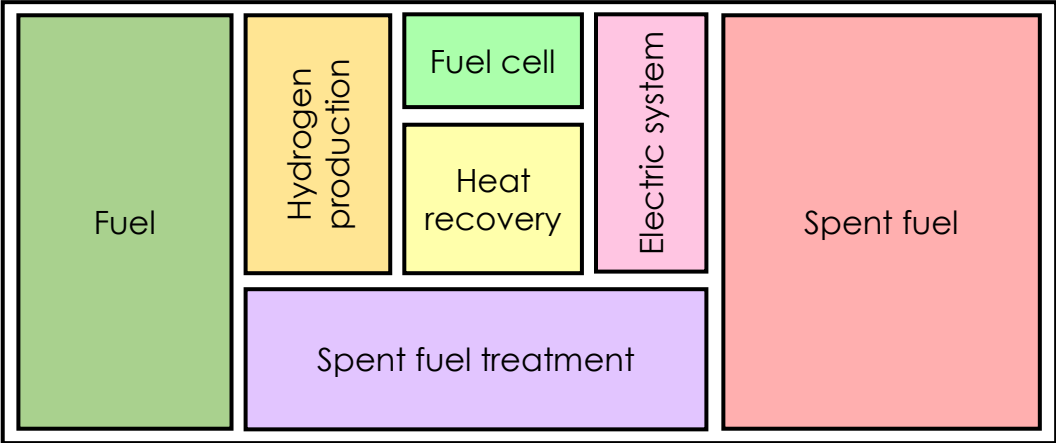 Fuel
Hydrogen
production
Fuel cell
Heat
recovery
Electric system
Spent fuel treatment
Spent fuel